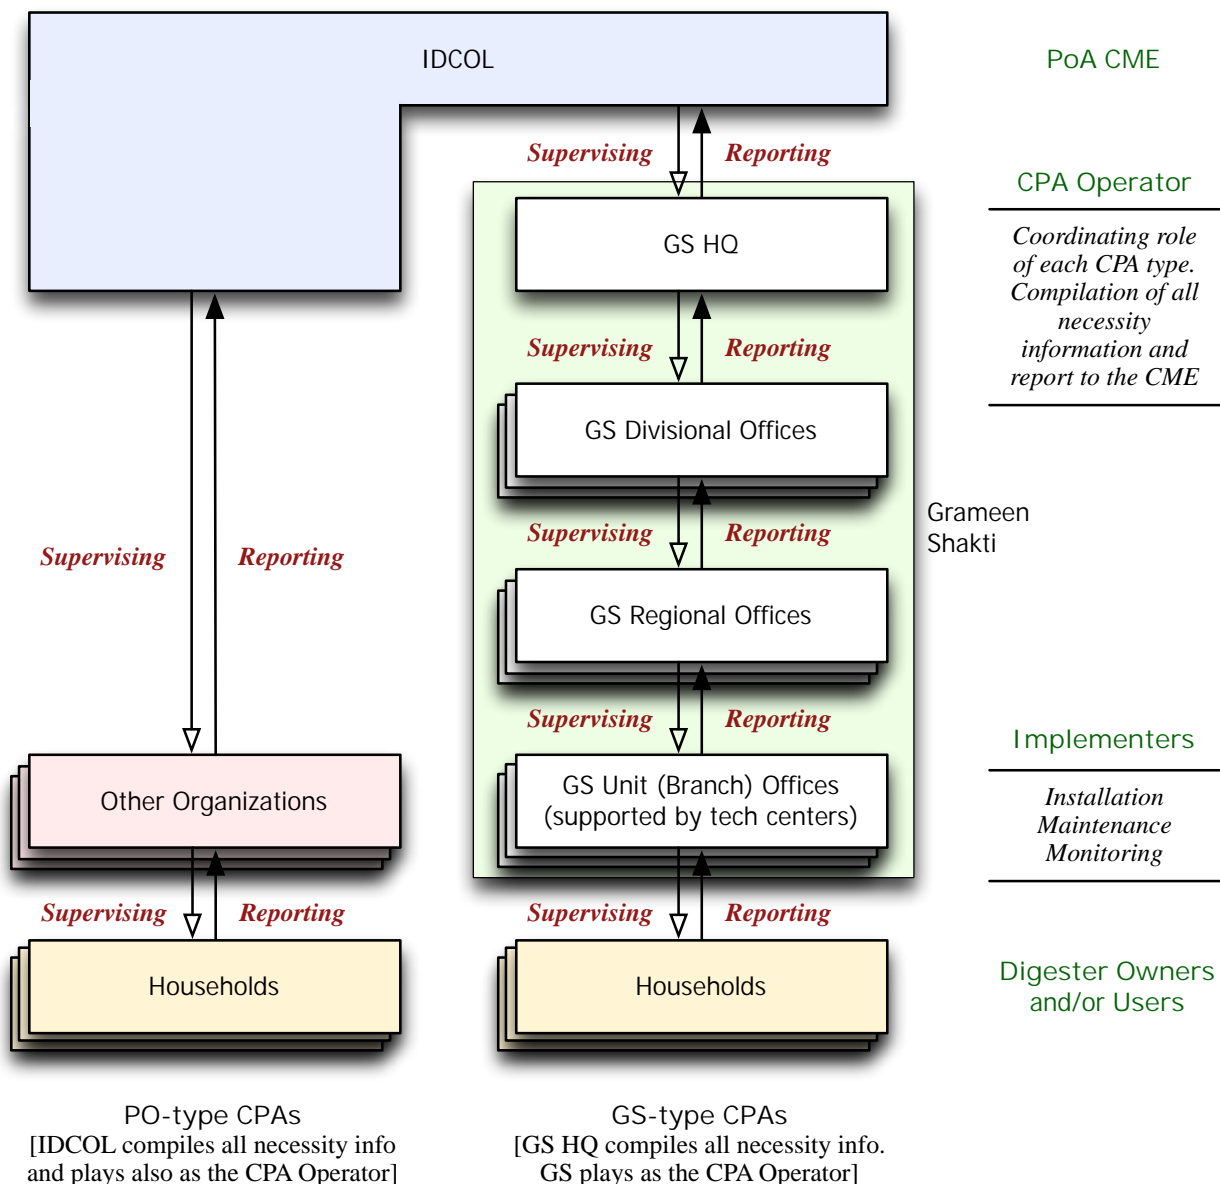 IDCOL
PoA CME
Supervising
Reporting
CPA Operator
GS HQ
Coordinating role
of each CPA type.
Compilation of all
necessity
information and
report to the CME
Supervising
Reporting
GS Divisional Offices
Grameen
Shakti
Supervising
Reporting
Supervising
Reporting
GS Regional Offices
Supervising
Reporting
Implementers
Other Organizations
GS Unit (Branch) Offices
(supported by tech centers)
Installation
Maintenance
Monitoring
Supervising
Reporting
Supervising
Reporting
Households
Households
Digester Owners
and/or Users
PO-type CPAs
[IDCOL compiles all necessity info
and plays also as the CPA Operator]
GS-type CPAs
[GS HQ compiles all necessity info.
GS plays as the CPA Operator]